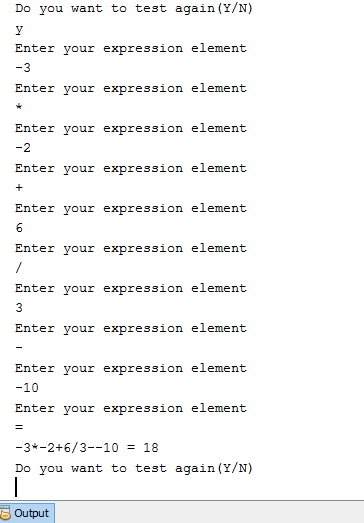 Do you want to test again(Y/N)
y
Enter your expression element
-3
Enter your expression element
*
Enter your expression element
-2
Enter your expression element
+
Enter your expression element
6
Enter your expression element
/
Enter your expression element
3
Enter your expression element
-
Enter your expression element
-10
Enter your expression element
=
-3*-2+6/3--10 = 18
Do you want to test again(Y/N)
Output